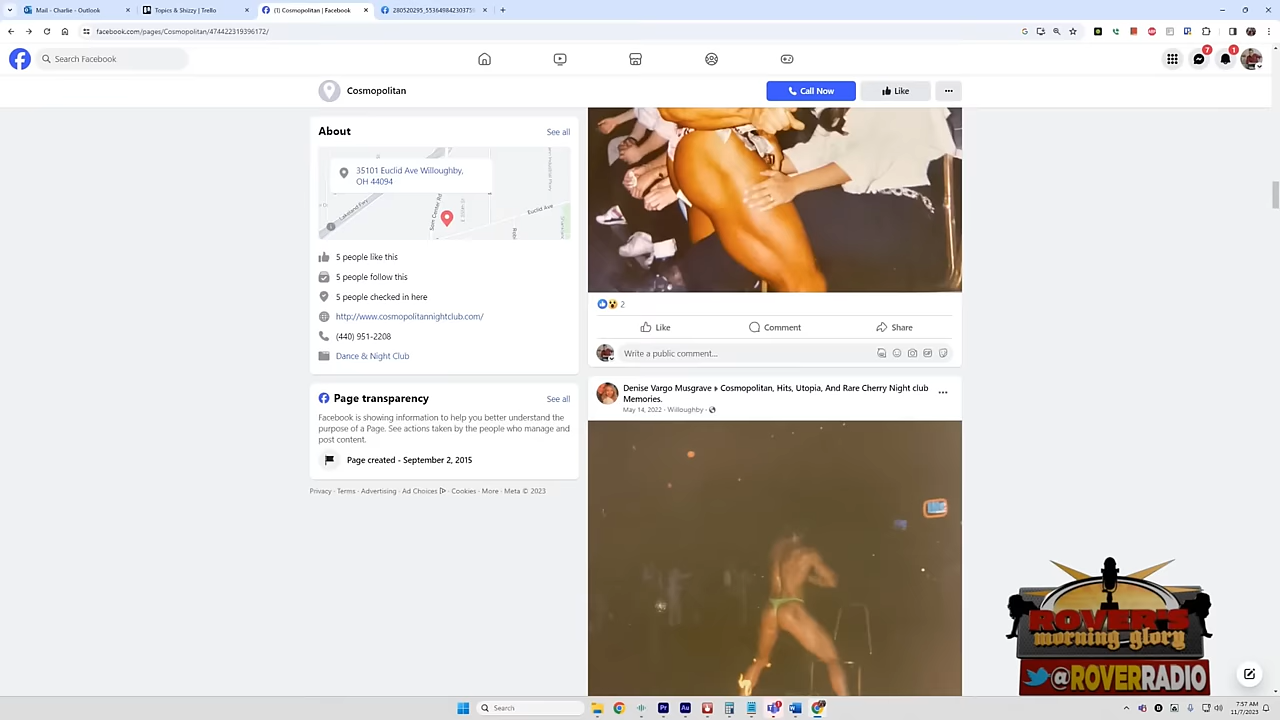 Mail - Charlie - Outlook
Topics & Shizzy | Trello
(1) Cosmopolitan | Facebook
facebook.com/pages/Cosmopolitan/474422319396172/
Search Facebook
7
1
Cosmopolitan
Call Now
Like
About
See all
35101 Euclid Ave Willoughby,
OH 44094
Euclid Ave
5 people like this
5 people follow this
5 people checked in here
http://www.cosmopolitannightclub.com/
(440) 951-2208
Dance & Night Club
Page transparency
See all
Facebook is showing information to help you better understand the
purpose of a Page. See actions taken by the people who manage and
post content.
Page created - September 2, 2015
Privacy · Terms · Advertising · Ad Choices · Cookies · More · Meta © 2023
2
Like
Comment
Share
Write a public comment...
Denise Vargo Musgrave ▸ Cosmopolitan, Hits, Utopia, And Rare Cherry Night club
Memories.
May 14, 2022 · Willoughby ·
ROVER'S
morning glory
@ROVERRADIO
Search
7:57 AM
11/7/2023